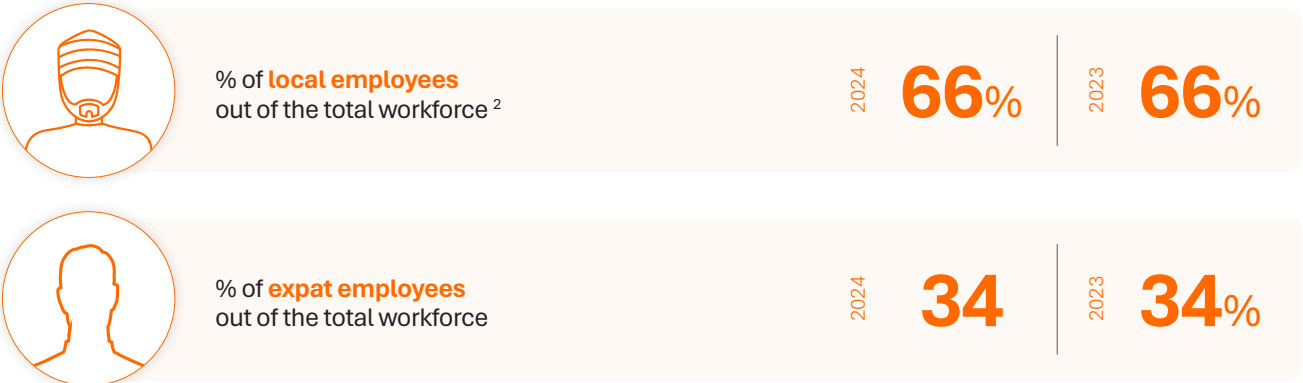 % of local employees
out of the total workforce 2
2024
66%
2023
66%
% of expat employees
out of the total workforce
2024
34
2023
34%